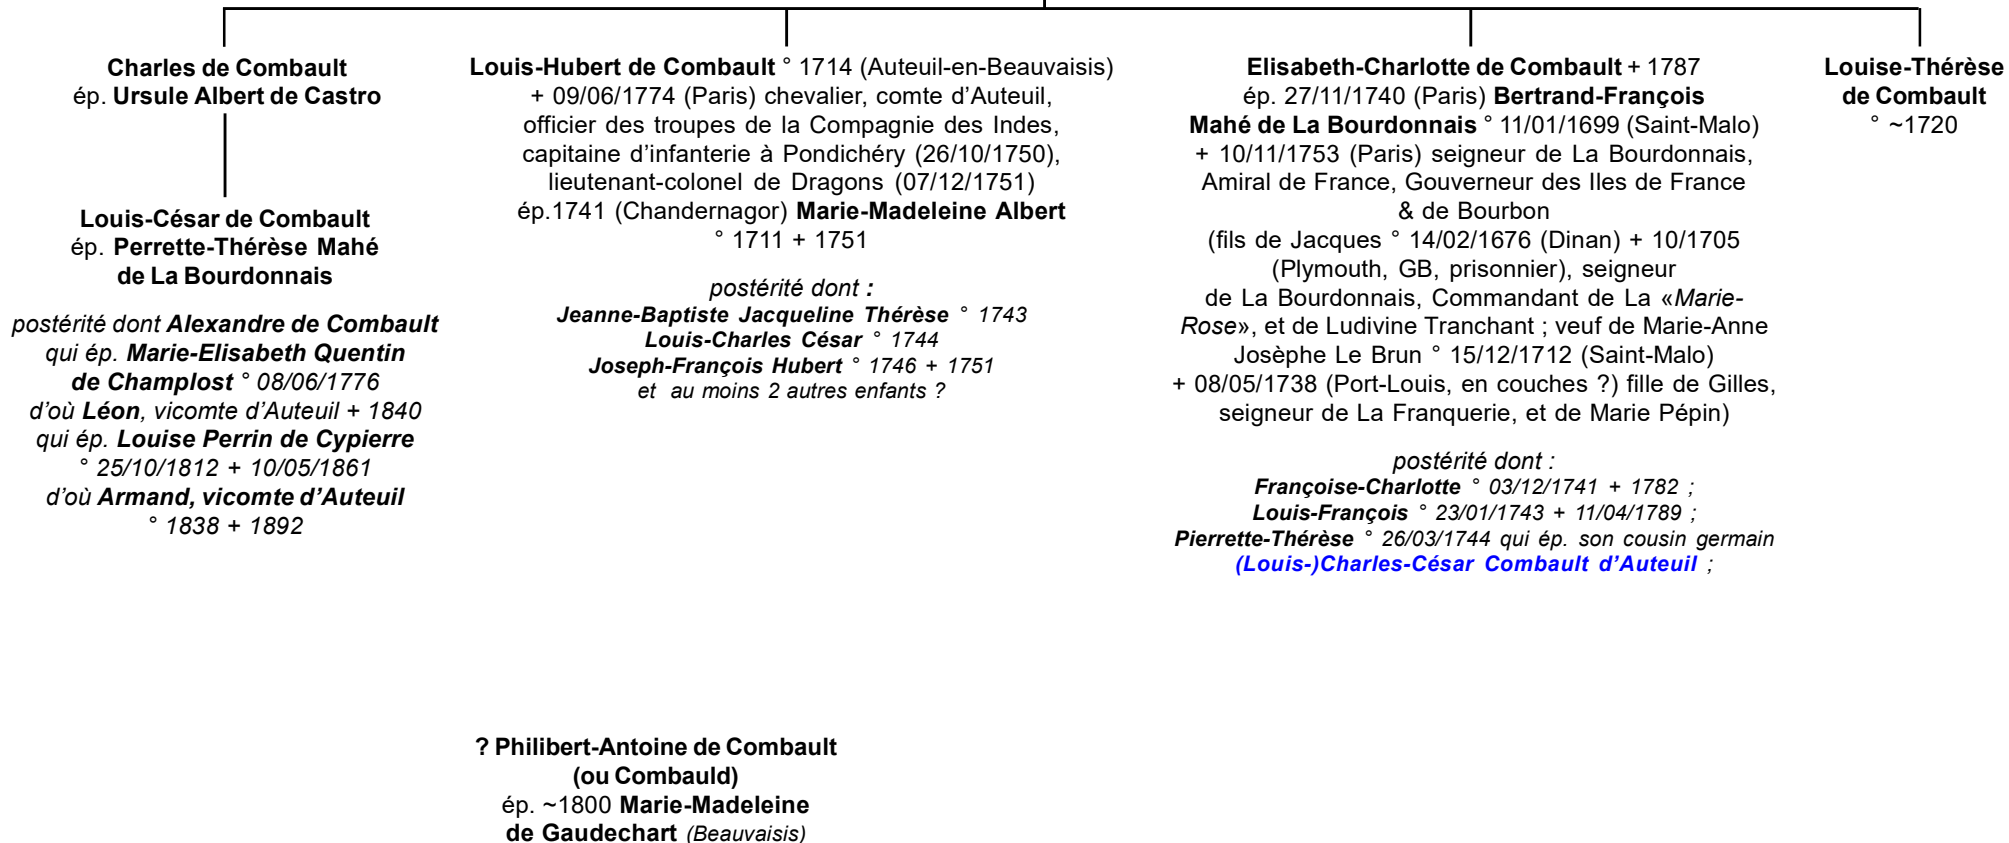 Charles de Combault
ép. Ursule Albert de Castro
Louis-César de Combault
ép. Perrette-Thérèse Mahé
de La Bourdonnais
postérité dont Alexandre de Combault
qui ép. Marie-Elisabeth Quentin
de Champlost ° 08/06/1776
d’où Léon, vicomte d’Auteuil + 1840
qui ép. Louise Perrin de Cypierre
° 25/10/1812 + 10/05/1861
d’où Armand, vicomte d’Auteuil
° 1838 + 1892
Louis-Hubert de Combault ° 1714 (Auteuil-en-Beauvaisis)
+ 09/06/1774 (Paris) chevalier, comte d’Auteuil,
officier des troupes de la Compagnie des Indes,
capitaine d’infanterie à Pondichéry (26/10/1750),
lieutenant-colonel de Dragons (07/12/1751)
ép.1741 (Chandernagor) Marie-Madeleine Albert
° 1711 + 1751
postérité dont :
Jeanne-Baptiste Jacqueline Thérèse ° 1743
Louis-Charles César ° 1744
Joseph-François Hubert ° 1746 + 1751
et au moins 2 autres enfants ?
Elisabeth-Charlotte de Combault + 1787
ép. 27/11/1740 (Paris) Bertrand-François
Mahé de La Bourdonnais ° 11/01/1699 (Saint-Malo)
+ 10/11/1753 (Paris) seigneur de La Bourdonnais,
Amiral de France, Gouverneur des Iles de France
& de Bourbon
(fils de Jacques ° 14/02/1676 (Dinan) + 10/1705
(Plymouth, GB, prisonnier), seigneur
de La Bourdonnais, Commandant de La «Marie-
Rose», et de Ludivine Tranchant ; veuf de Marie-Anne
Josèphe Le Brun ° 15/12/1712 (Saint-Malo)
+ 08/05/1738 (Port-Louis, en couches ?) fille de Gilles,
seigneur de La Franquerie, et de Marie Pépin)
postérité dont :
Françoise-Charlotte ° 03/12/1741 + 1782 ;
Louis-François ° 23/01/1743 + 11/04/1789 ;
Pierrette-Thérèse ° 26/03/1744 qui ép. son cousin germain
(Louis-)Charles-César Combault d’Auteuil ;
Louise-Thérèse
de Combault
° ~1720
? Philibert-Antoine de Combault
(ou Combauld)
ép. ~1800 Marie-Madeleine
de Gaudechart (Beauvaisis)